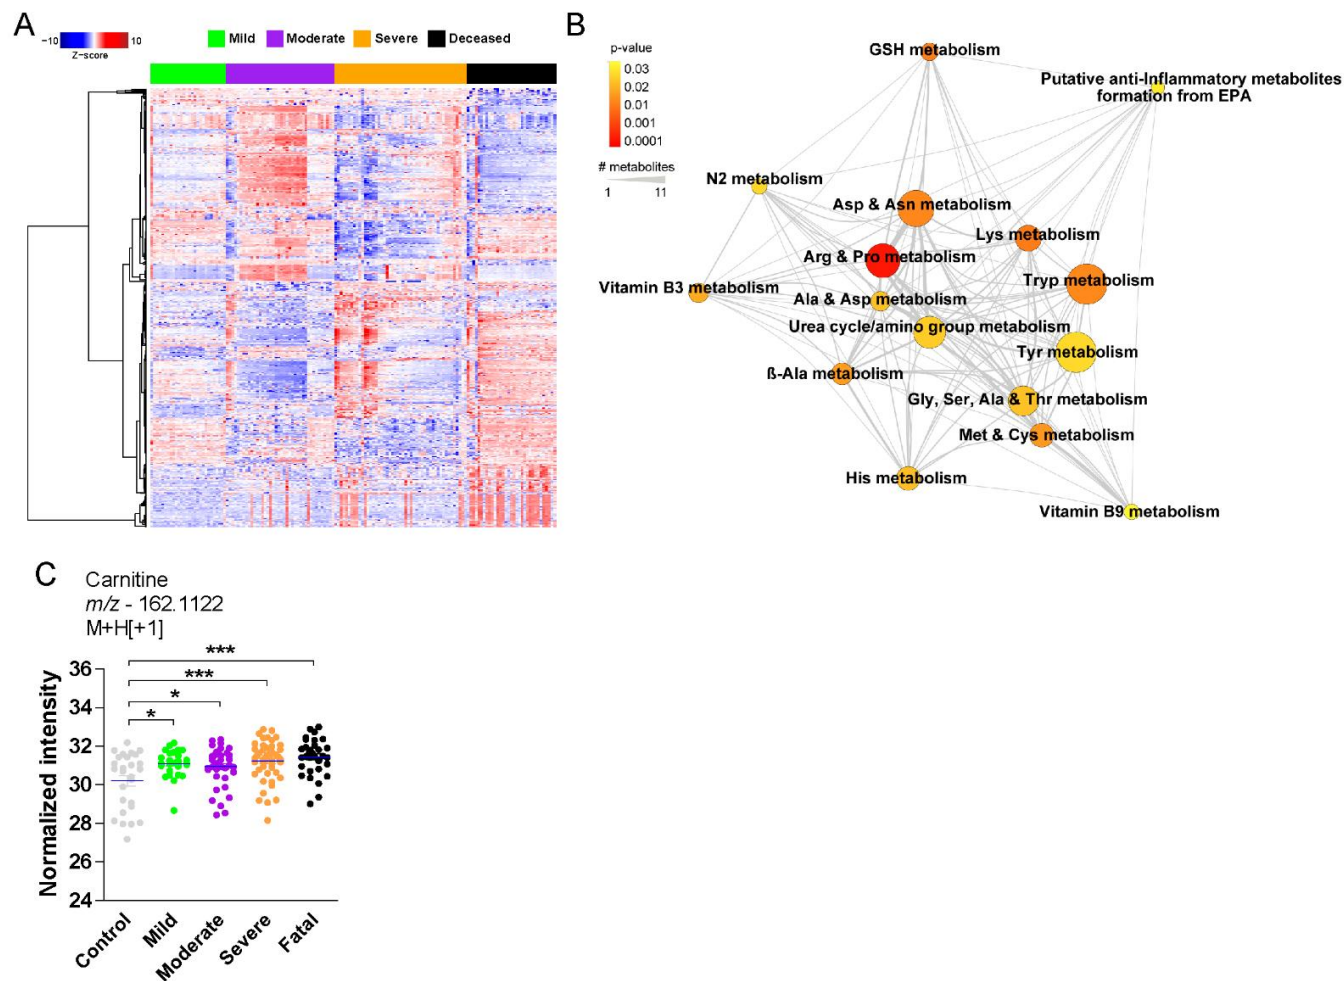 A
−10
10
Z−score
Mild
Moderate
Severe
Deceased
B
p-value
0.03
0.02
0.01
0.001
0.0001
# metabolites
1
11
GSH metabolism
Putative anti-Inflammatory metabolites
formation from EPA
N2 metabolism
Asp & Asn metabolism
Lys metabolism
Arg & Pro metabolism
Tryp metabolism
Vitamin B3 metabolism
Ala & Asp metabolism
Urea cycle/amino group metabolism
Tyr metabolism
ß-Ala metabolism
Gly, Ser, Ala & Thr metabolism
Met & Cys metabolism
His metabolism
Vitamin B9 metabolism
C
Carnitine
m/z - 162.1122
M+H[+1]
***
***
*
*
Normalized intensity
36
34
32
30
28
26
24
Control
Mild
Moderate
Severe
Fatal